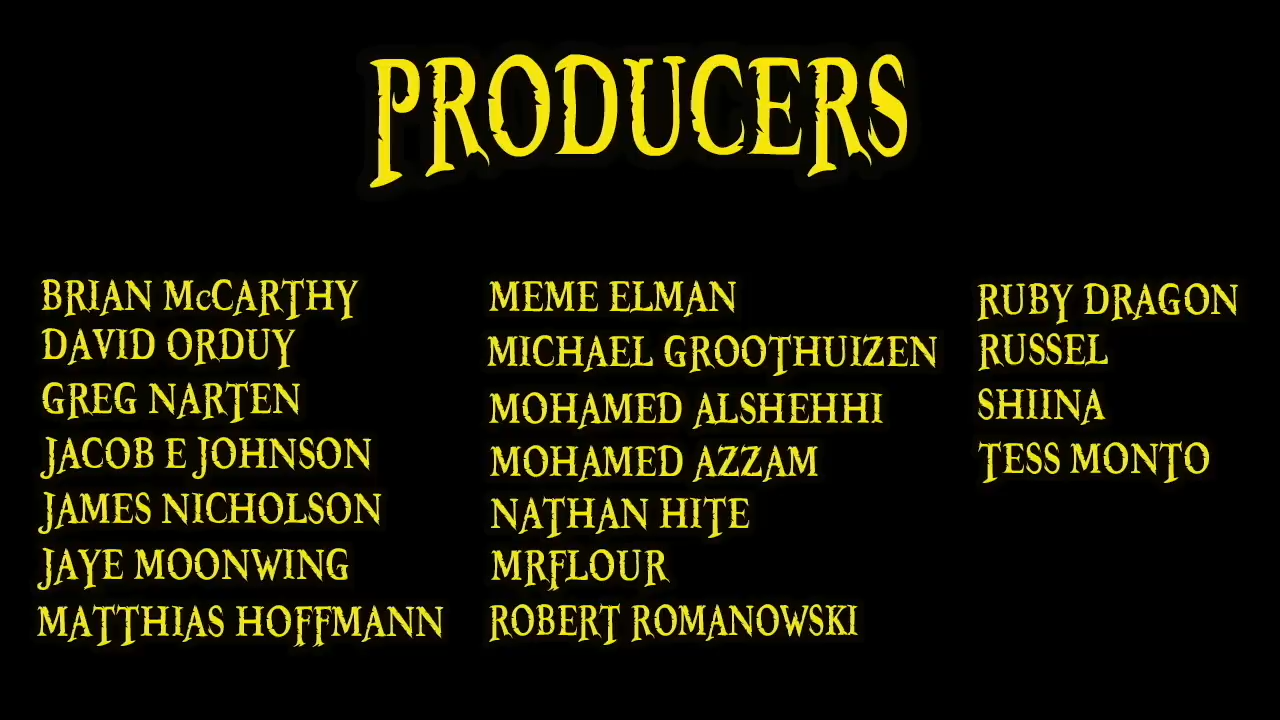 PRODUCERS
BRIAN McCARTHY
DAVID ORDUY
GREG NARTEN
JACOB E JOHNSON
JAMES NICHOLSON
JAYE MOONWING
MATTHIAS HOFFMANN
MEME ELMAN
MICHAEL GROOTHUIZEN
MOHAMED ALSHEHHI
MOHAMED AZZAM
NATHAN HITE
MRFLOUR
ROBERT ROMANOWSKI
RUBY DRAGON
RUSSEL
SHIINA
TESS MONTO